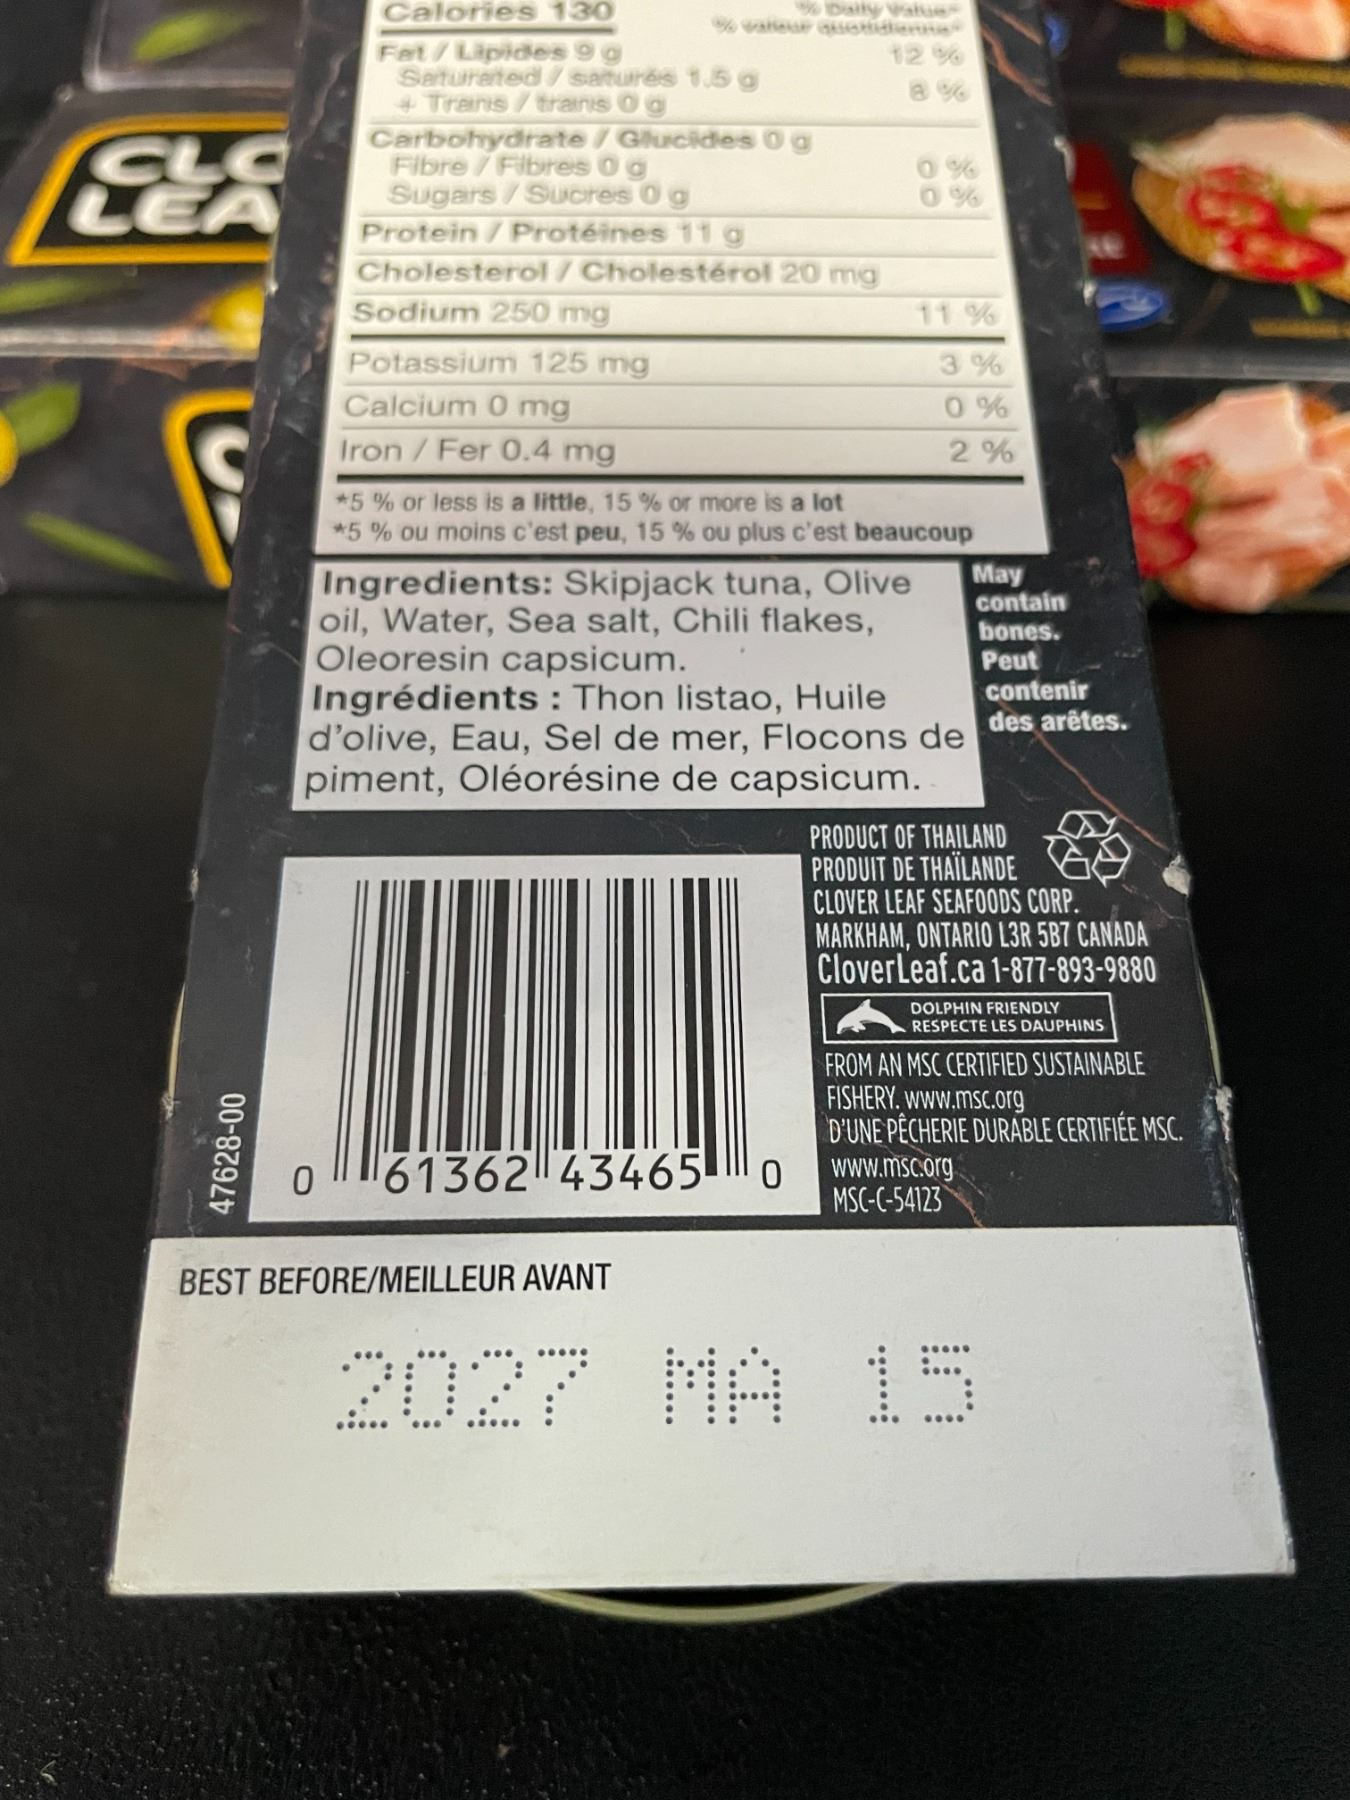 Calories 130
% Daily Value*
% valeur quotidienne*
Fat / Lipides 9 g 12 %
Saturated / saturés 1.5 g
+ Trans / trans 0 g 8 %
Carbohydrate / Glucides 0 g
Fibre / Fibres 0 g 0 %
Sugars / Sucres 0 g 0 %
Protein / Protéines 11 g
Cholesterol / Cholestérol 20 mg
Sodium 250 mg 11 %
Potassium 125 mg 3 %
Calcium 0 mg 0 %
Iron / Fer 0.4 mg 2 %
*5 % or less is a little, 15 % or more is a lot
*5 % ou moins c'est peu, 15 % ou plus c'est beaucoup
Ingredients: Skipjack tuna, Olive
oil, Water, Sea salt, Chili flakes,
Oleoresin capsicum.
Ingrédients : Thon listao, Huile
d'olive, Eau, Sel de mer, Flocons de
piment, Oléorésine de capsicum.
May
contain
bones.
Peut
contenir
des arêtes.
PRODUCT OF THAILAND
PRODUIT DE THAÏLANDE
CLOVER LEAF SEAFOODS CORP.
MARKHAM, ONTARIO L3R 5B7 CANADA
CloverLeaf.ca 1-877-893-9880
DOLPHIN FRIENDLY
RESPECTE LES DAUPHINS
FROM AN MSC CERTIFIED SUSTAINABLE
FISHERY. www.msc.org
D'UNE PÊCHERIE DURABLE CERTIFIÉE MSC.
www.msc.org
MSC-C-54123
47628-00
0 61362 43465 0
BEST BEFORE/MEILLEUR AVANT
2027 MA 15
CLO
LEA